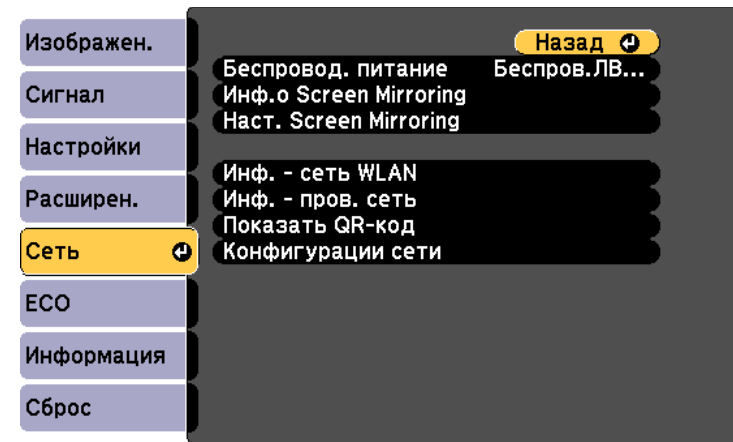 Изображен.
Сигнал
Настройки
Расширен.
Сеть
ECO
Информация
Сброс
Назад
Беспровод. питание Беспров.ЛВ...
Инф.о Screen Mirroring
Наст. Screen Mirroring
Инф. - сеть WLAN
Инф. - пров. сеть
Показать QR-код
Конфигурации сети